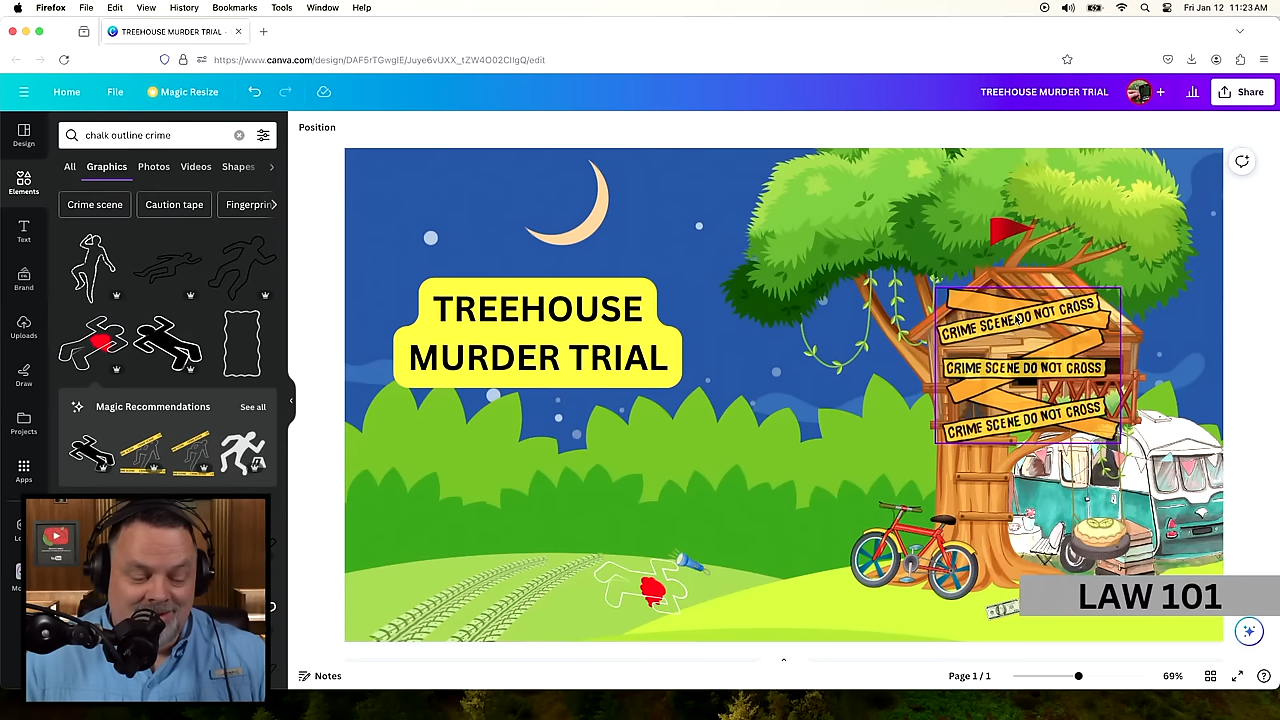 Firefox File Edit View History Bookmarks Tools Window Help Fri Jan 12 11:23 AM
TREEHOUSE MURDER TRIAL -
https://www.canva.com/design/DAF5rTGwgIE/Juye6vUXX_tZW4O02CIlgQ/edit
Home File Magic Resize TREEHOUSE MURDER TRIAL Share
Design
chalk outline crime
Position
All Graphics Photos Videos Shapes
Elements
Crime scene Caution tape Fingerprin
Text
Brand
Uploads
Draw
Projects
Apps
Magic Recommendations See all
TREEHOUSE
MURDER TRIAL
CRIME SCENE DO NOT CROSS
CRIME SCENE DO NOT CROSS
CRIME SCENE DO NOT CROSS
LAW 101
Notes Page 1 / 1 69%